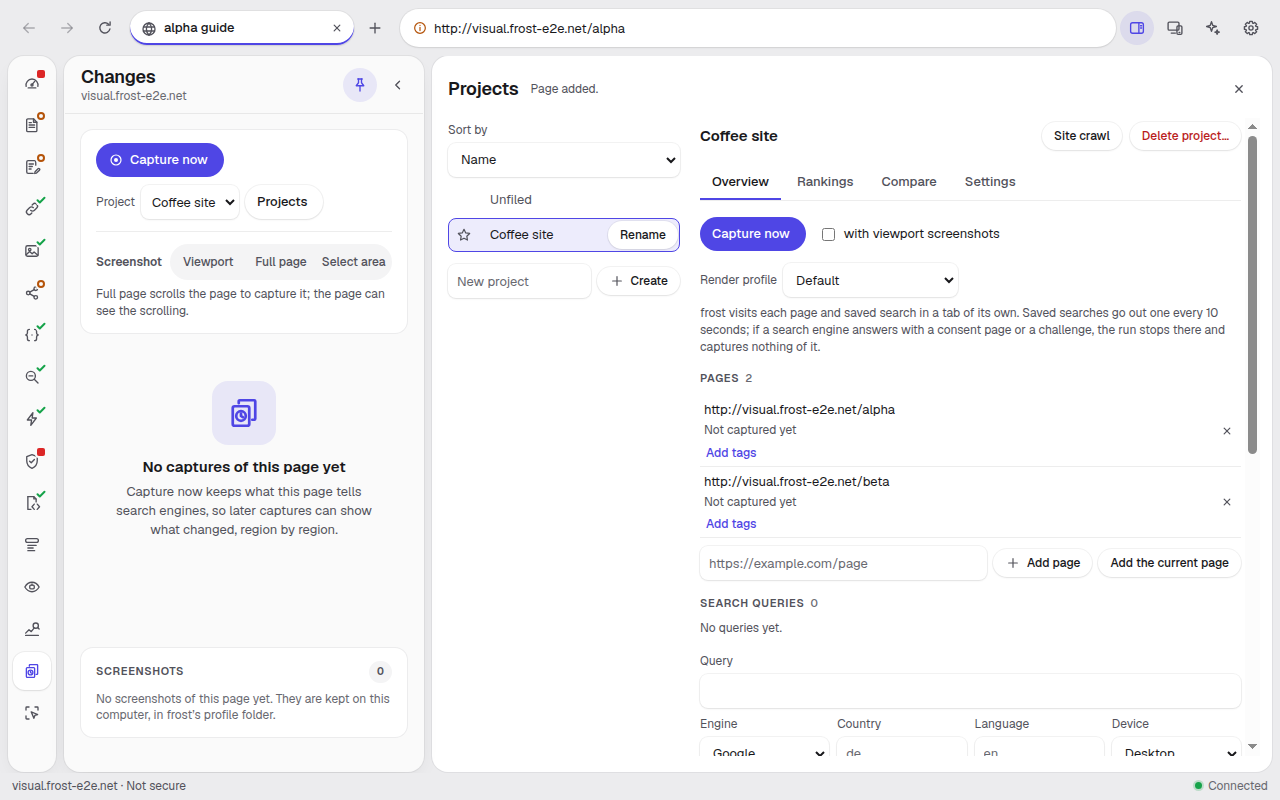 alpha guide
http://visual.frost-e2e.net/alpha
Changes
visual.frost-e2e.net
Capture now
Project
Coffee site
Projects
Screenshot
Viewport
Full page
Select area
Full page scrolls the page to capture it; the page can
see the scrolling.
No captures of this page yet
Capture now keeps what this page tells
search engines, so later captures can show
what changed, region by region.
SCREENSHOTS
0
No screenshots of this page yet. They are kept on this
computer, in frost's profile folder.
Projects
Page added.
Sort by
Name
Unfiled
Coffee site
Rename
New project
Create
Coffee site
Site crawl
Delete project…
Overview
Rankings
Compare
Settings
Capture now
with viewport screenshots
Render profile
Default
frost visits each page and saved search in a tab of its own. Saved searches go out one every 10
seconds; if a search engine answers with a consent page or a challenge, the run stops there and
captures nothing of it.
PAGES 2
http://visual.frost-e2e.net/alpha
Not captured yet
Add tags
http://visual.frost-e2e.net/beta
Not captured yet
Add tags
https://example.com/page
Add page
Add the current page
SEARCH QUERIES 0
No queries yet.
Query
Engine
Country
Language
Device
Google
de
en
Desktop
visual.frost-e2e.net · Not secure
Connected